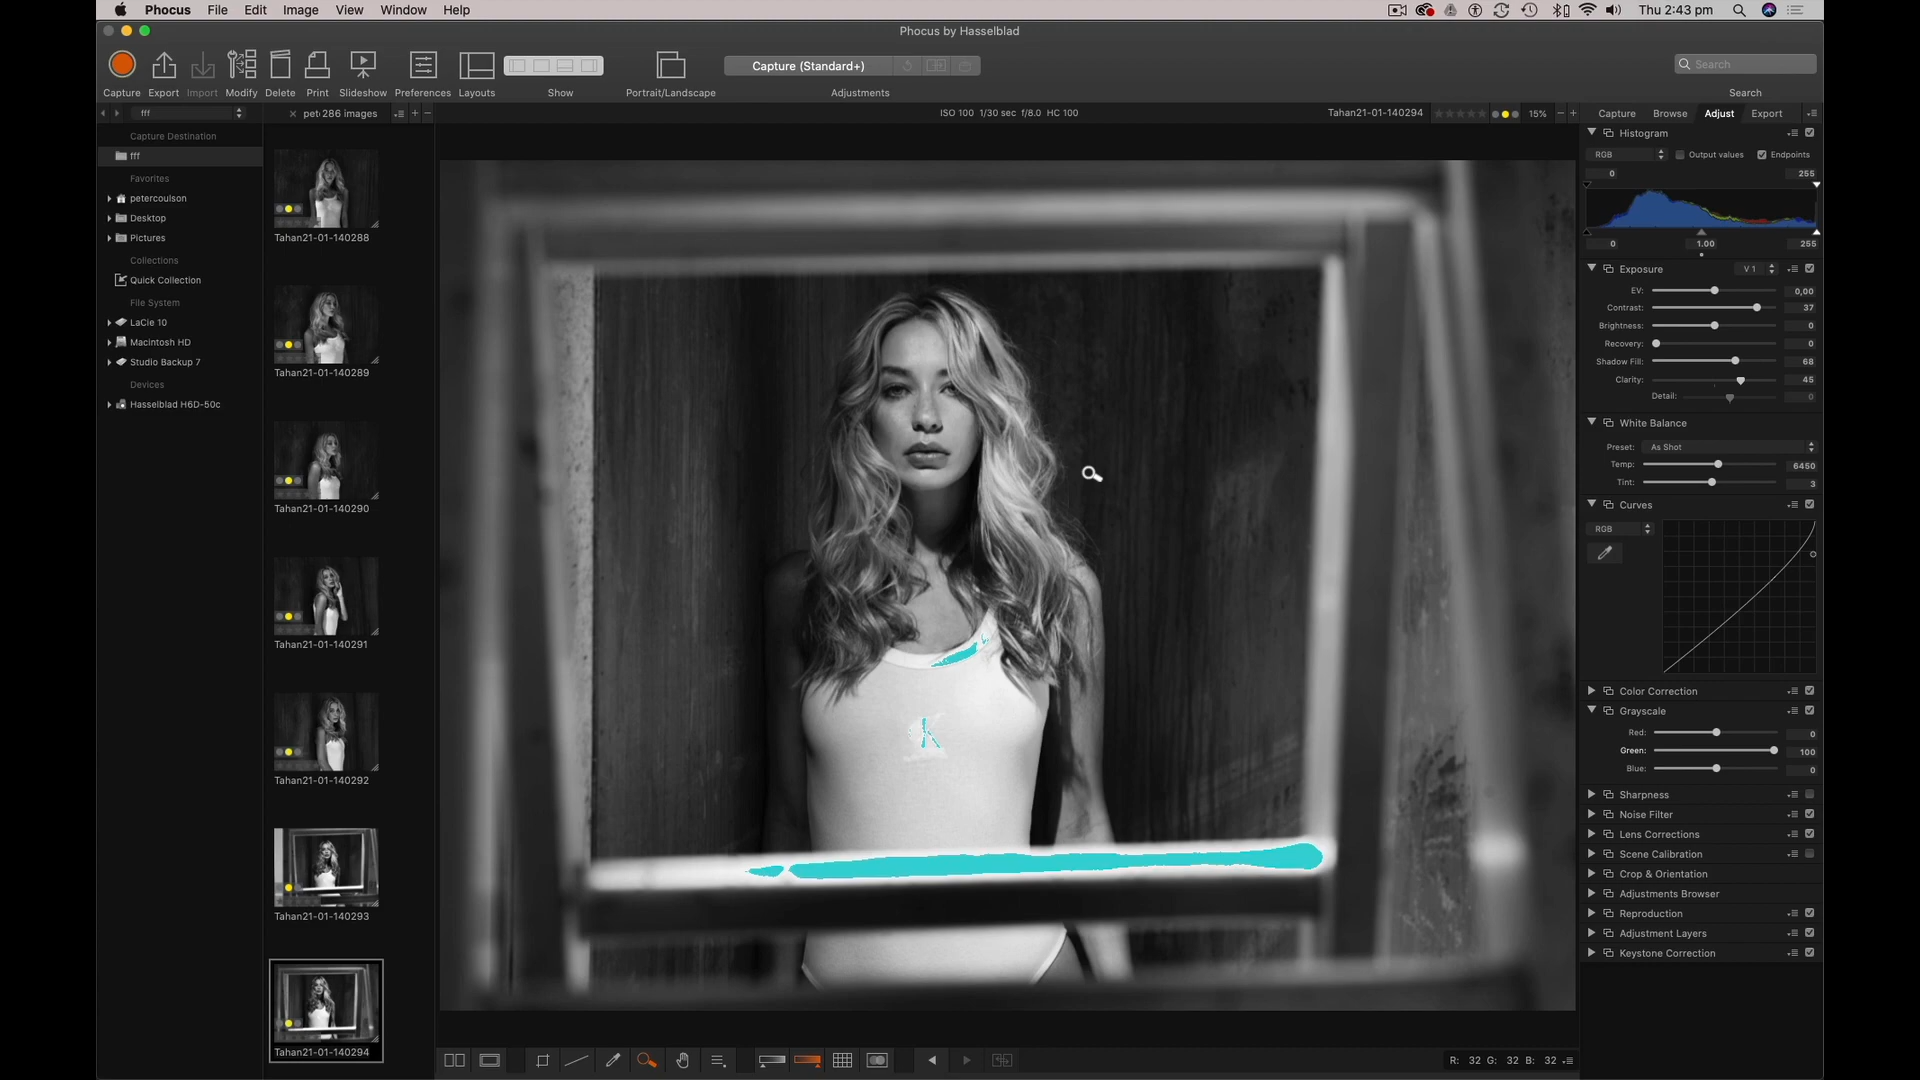 Phocus File Edit Image View Window Help Thu 2:43 pm
Phocus by Hasselblad
Capture (Standard+) Search
Capture Export Import Modify Delete Print Slideshow Preferences Layouts Show Portrait/Landscape Adjustments Search
fff × 286 images ISO 100 1/30 sec f/8.0 HC 100 Tahan21-01-140294 15% Capture Browse Adjust Export
Capture Destination
fff
Favorites
petercoulson
Desktop
Pictures
Collections
Quick Collection
File System
LaCie 10
Macintosh HD
Studio Backup 7
Devices
Hasselblad H6D-50c
Tahan21-01-140288
Tahan21-01-140289
Tahan21-01-140290
Tahan21-01-140291
Tahan21-01-140292
Tahan21-01-140293
Tahan21-01-140294
Histogram
RGB Output values Endpoints
0 255
0 1.00 255
Exposure V 1
EV: 0,00
Contrast: 37
Brightness: 0
Recovery: 0
Shadow Fill: 68
Clarity: 45
Detail: 0
White Balance
Preset: As Shot
Temp: 6450
Tint: 3
Curves
RGB
Color Correction
Grayscale
Red: 0
Green: 100
Blue: 0
Sharpness
Noise Filter
Lens Corrections
Scene Calibration
Crop & Orientation
Adjustments Browser
Reproduction
Adjustment Layers
Keystone Correction
R: 32 G: 32 B: 32